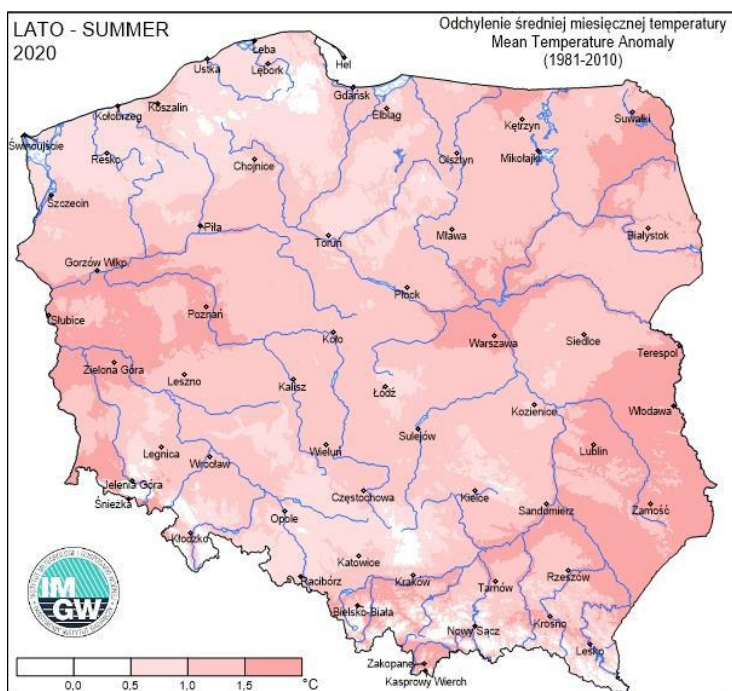 LATO - SUMMER
2020
Odchylenie średniej miesięcznej temperatury
Mean Temperature Anomaly
(1981-2010)
Łeba
Ustka
Lębork
Hel
Gdańsk
Koszalin
Kołobrzeg
Elbląg
Kętrzyn
Suwałki
Świnoujście
Resko
Chojnice
Olsztyn
Mikołajki
Szczecin
Piła
Toruń
Mława
Białystok
Gorzów Wlkp.
Płock
Słubice
Poznań
Koło
Warszawa
Siedlce
Terespol
Zielona Góra
Leszno
Kalisz
Łódź
Kozienice
Włodawa
Legnica
Wrocław
Wieluń
Sulejów
Lublin
Jelenia Góra
Śnieżka
Częstochowa
Kielce
Sandomierz
Zamość
Opole
Kłodzko
Katowice
Racibórz
Kraków
Tarnów
Rzeszów
Bielsko-Biała
Nowy Sącz
Krosno
Lesko
Zakopane
Kasprowy Wierch
IM
GW
0,0 0,5 1,0 1,5 °C